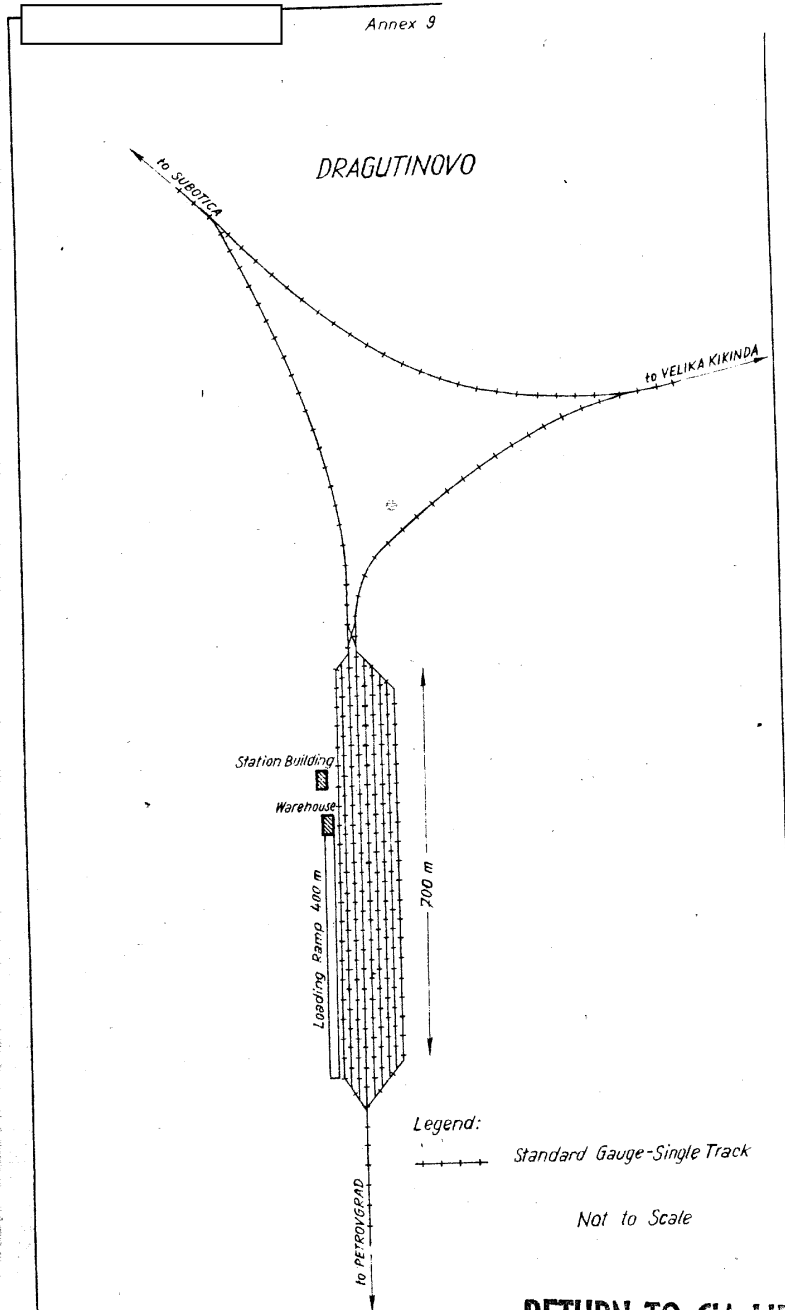 Annex 9
DRAGUTINOVO
to SUBOTICA
to VELIKA KIKINDA
Station Building
Warehouse
Loading Ramp 400 m
700 m
Legend:
Standard Gauge-Single Track
Not to Scale
to PETROVGRAD
RETURN TO